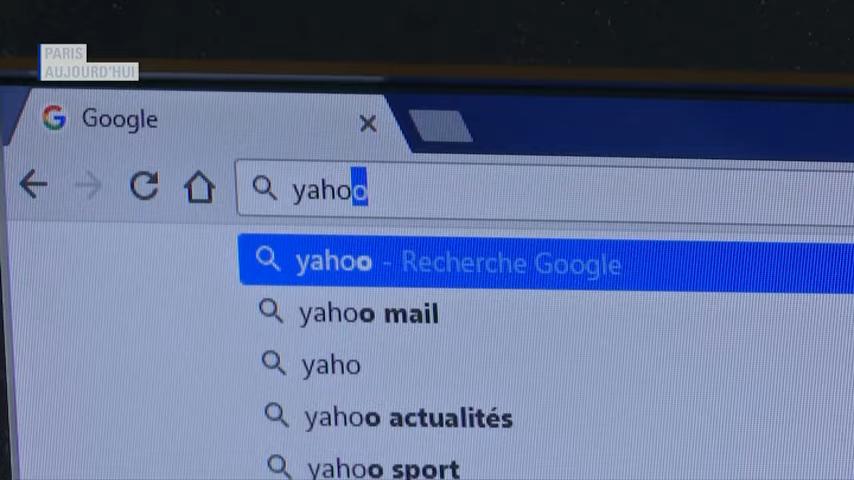 PARIS
AUJOURD'HUI
Google
yahoo
yahoo - Recherche Google
yahoo mail
yaho
yahoo actualités
yahoo sport